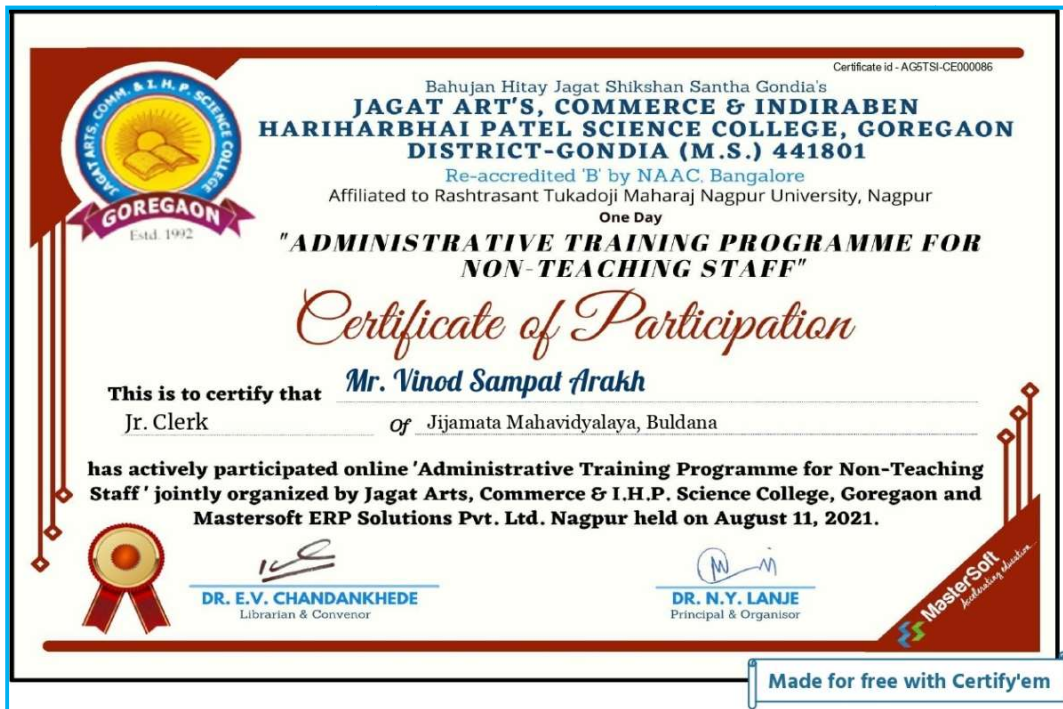 Certificate id - AG5TSI-CE000086
Bahujan Hitay Jagat Shikshan Santha Gondia's
JAGAT ART'S, COMMERCE & INDIRABEN
HARIHARBHAI PATEL SCIENCE COLLEGE, GOREGAON
DISTRICT-GONDIA (M.S.) 441801
Re-accredited 'B' by NAAC, Bangalore
Affiliated to Rashtrasant Tukadoji Maharaj Nagpur University, Nagpur
JAGAT ARTS, COMM. & I. H. P. SCIENCE COLLEGE
GOREGAON
Estd. 1992
One Day
"ADMINISTRATIVE TRAINING PROGRAMME FOR
NON-TEACHING STAFF"
Certificate of Participation
This is to certify that Mr. Vinod Sampat Arakh
Jr. Clerk Of Jijamata Mahavidyalaya, Buldana
has actively participated online 'Administrative Training Programme for Non-Teaching
Staff ' jointly organized by Jagat Arts, Commerce & I.H.P. Science College, Goregaon and
Mastersoft ERP Solutions Pvt. Ltd. Nagpur held on August 11, 2021.
DR. E.V. CHANDANKHEDE
Librarian & Convenor
DR. N.Y. LANJE
Principal & Organisor
MasterSoft
Accelerating education
Made for free with Certify'em